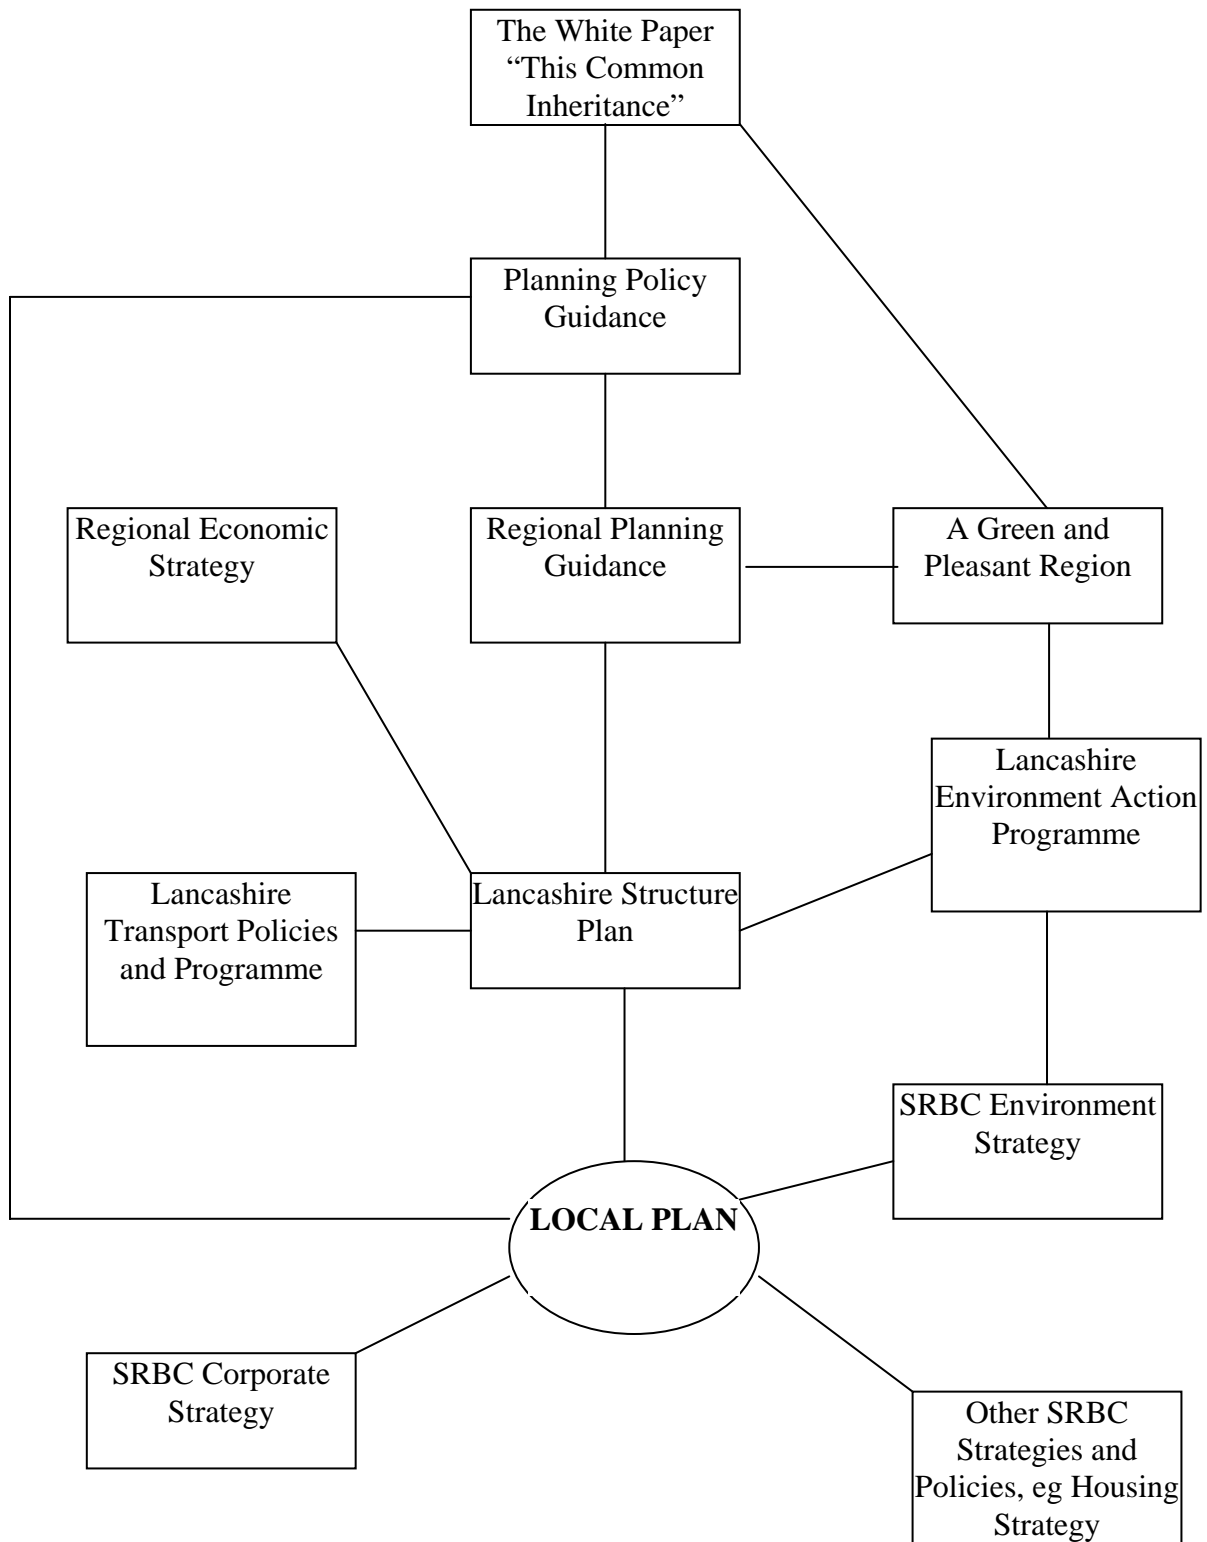 The White Paper
“This Common
Inheritance”
Planning Policy
Guidance
Regional Economic
Strategy
Regional Planning
Guidance
A Green and
Pleasant Region
Lancashire
Environment Action
Programme
Lancashire
Transport Policies
and Programme
Lancashire Structure
Plan
SRBC Environment
Strategy
LOCAL PLAN
SRBC Corporate
Strategy
Other SRBC
Strategies and
Policies, eg Housing
Strategy